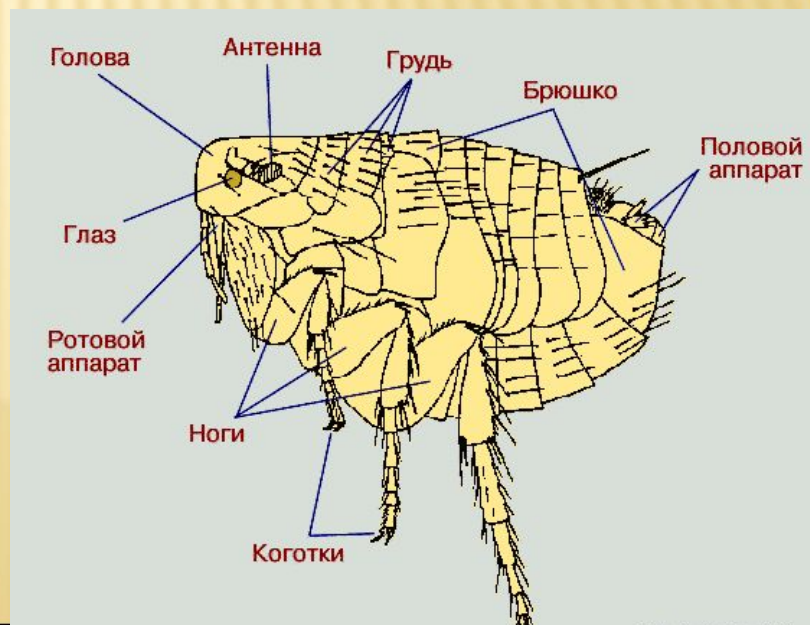 Голова
Антенна
Грудь
Брюшко
Половой
аппарат
Глаз
Ротовой
аппарат
Ноги
Коготки